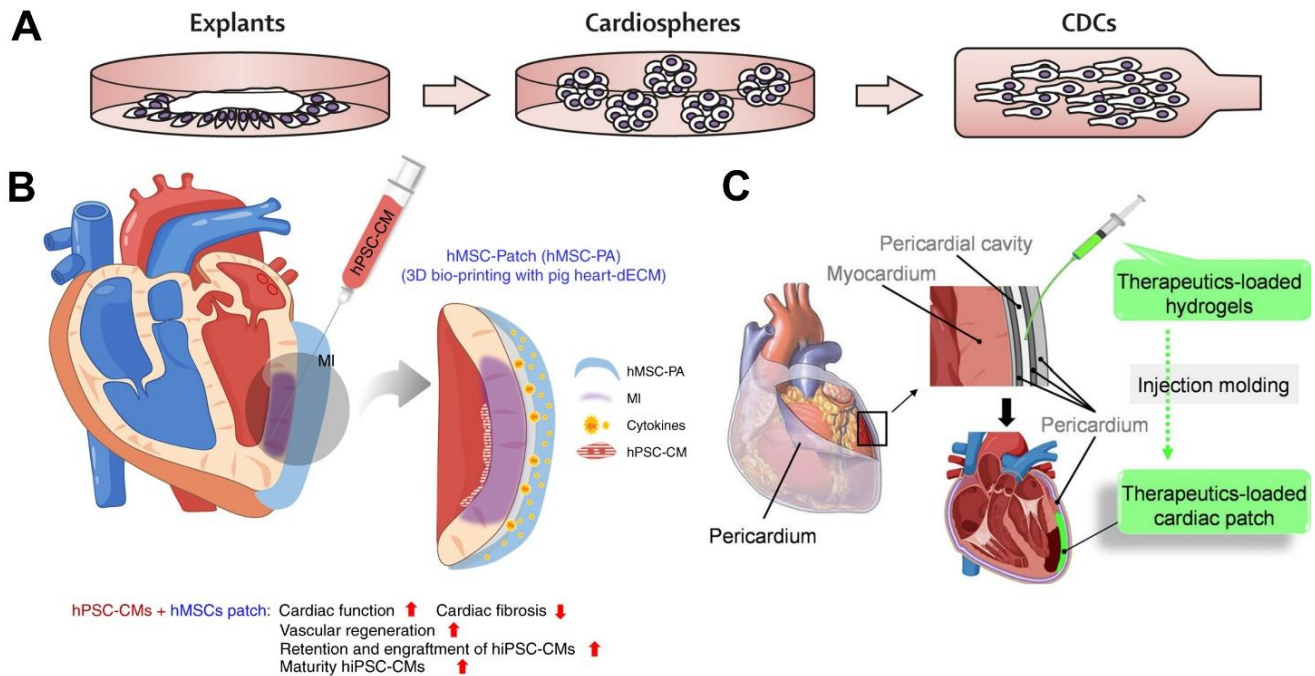 A
Explants
Cardiospheres
CDCs
B
hPSC-CM
MI
hMSC-Patch (hMSC-PA)
(3D bio-printing with pig heart-dECM)
hMSC-PA
MI
Cytokines
hPSC-CM
hPSC-CMs + hMSCs patch: Cardiac function Cardiac fibrosis
Vascular regeneration
Retention and engraftment of hiPSC-CMs
Maturity hiPSC-CMs
C
Pericardial cavity
Myocardium
Therapeutics-loaded
hydrogels
Injection molding
Pericardium
Pericardium
Therapeutics-loaded
cardiac patch